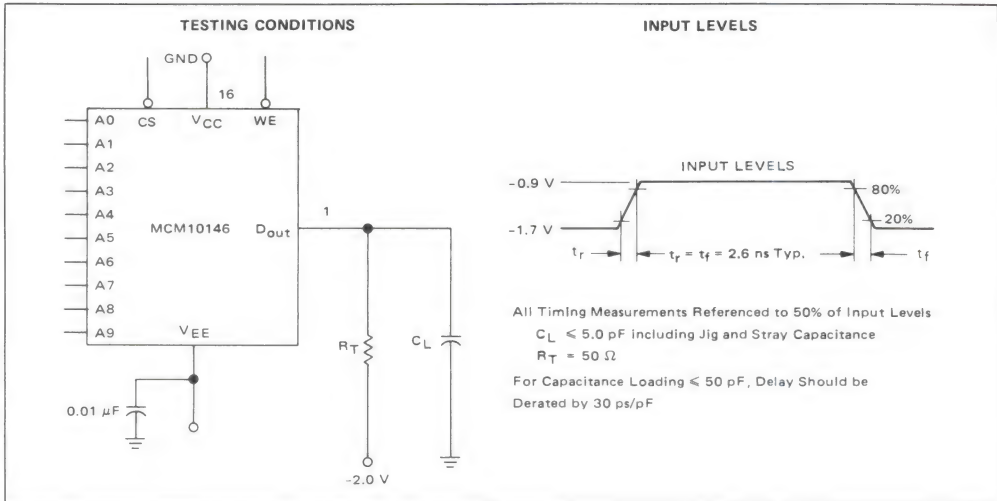 TESTING CONDITIONS
INPUT LEVELS
GND
16
A0
CS
VCC
WE
A1
A2
A3
A4
A5
A6
A7
A8
A9
MCM10146
Dout
1
VEE
0.01 μF
RT
CL
-2.0 V
INPUT LEVELS
-0.9 V
80%
-1.7 V
20%
tr
tr = tf = 2.6 ns Typ.
tf
All Timing Measurements Referenced to 50% of Input Levels
CL ≤ 5.0 pF including Jig and Stray Capacitance
RT = 50 Ω
For Capacitance Loading ≤ 50 pF, Delay Should be
Derated by 30 ps/pF